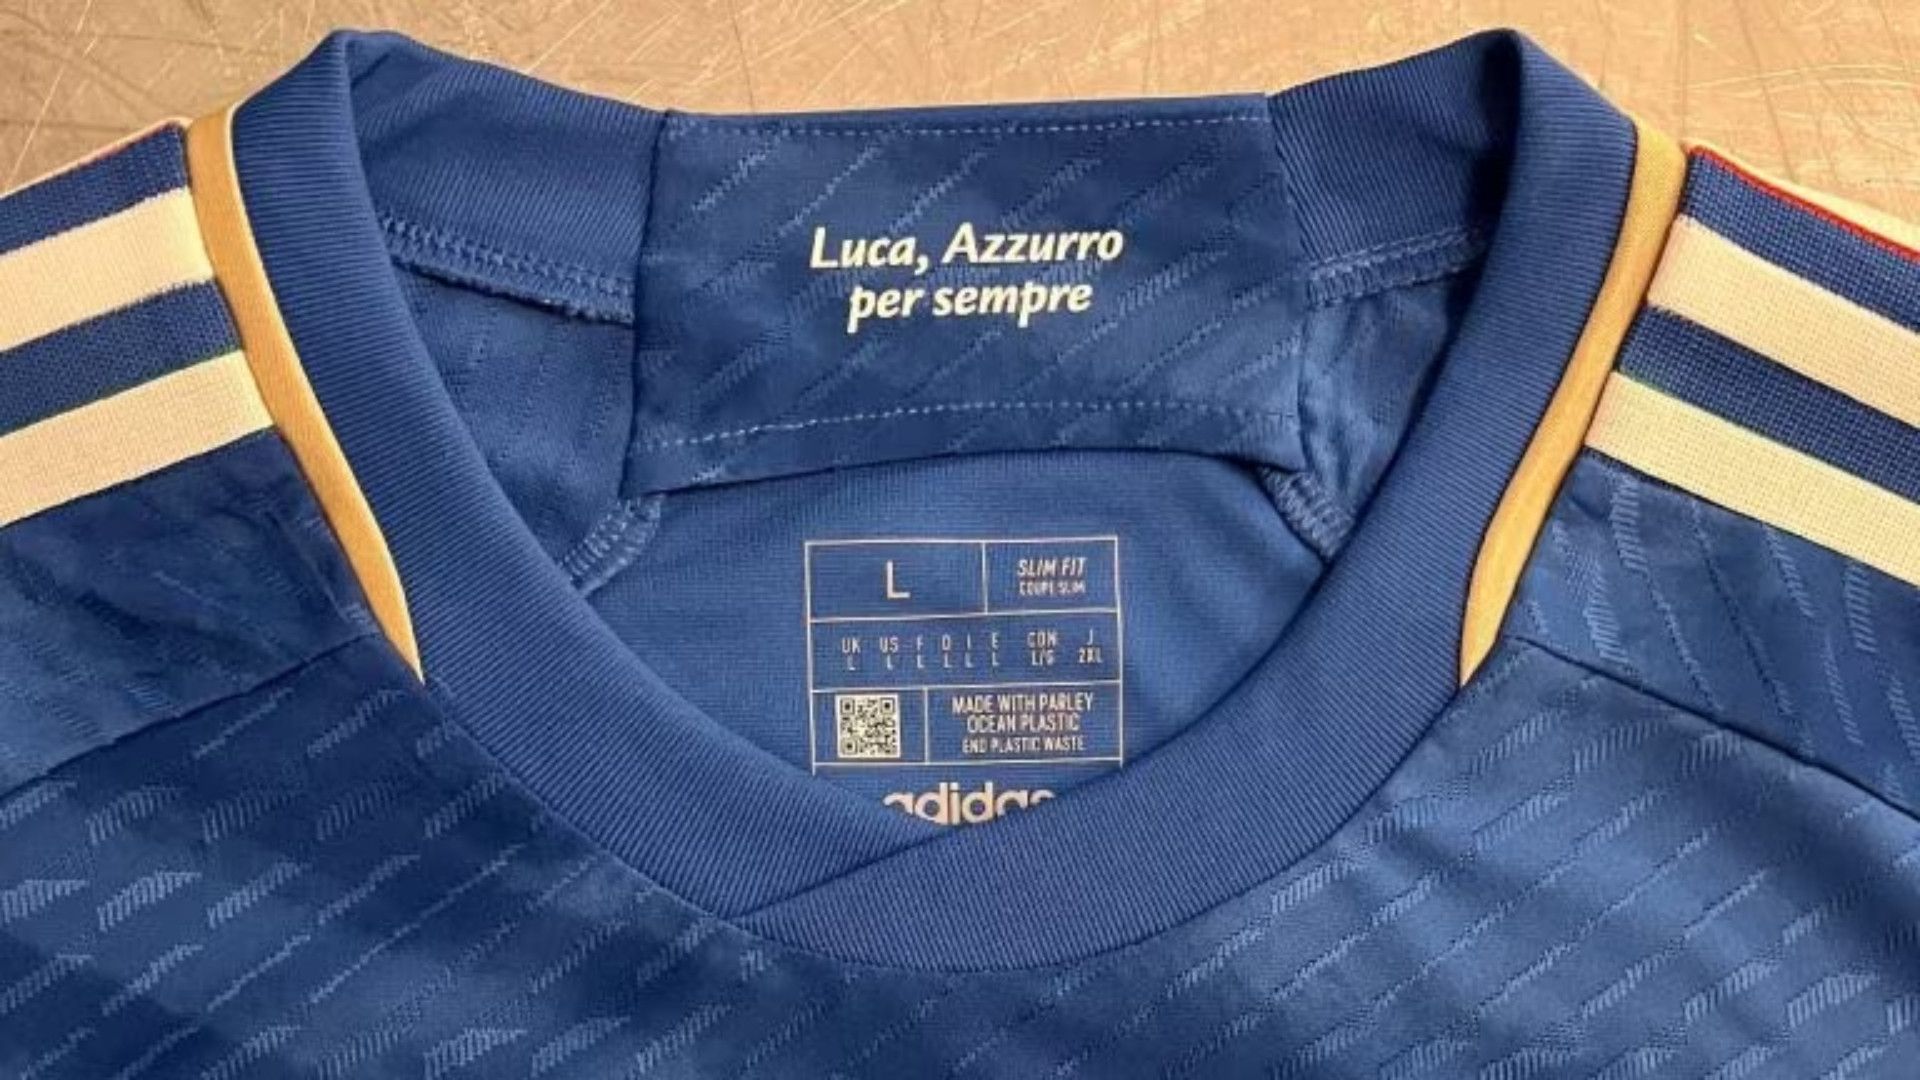 Luca, Azzurro
per sempre
L
SLIM FIT
COUPE SLIM
UK US F D I E CON J
L L L L L L L/G 2XL
MADE WITH PARLEY
OCEAN PLASTIC
END PLASTIC WASTE
adidas